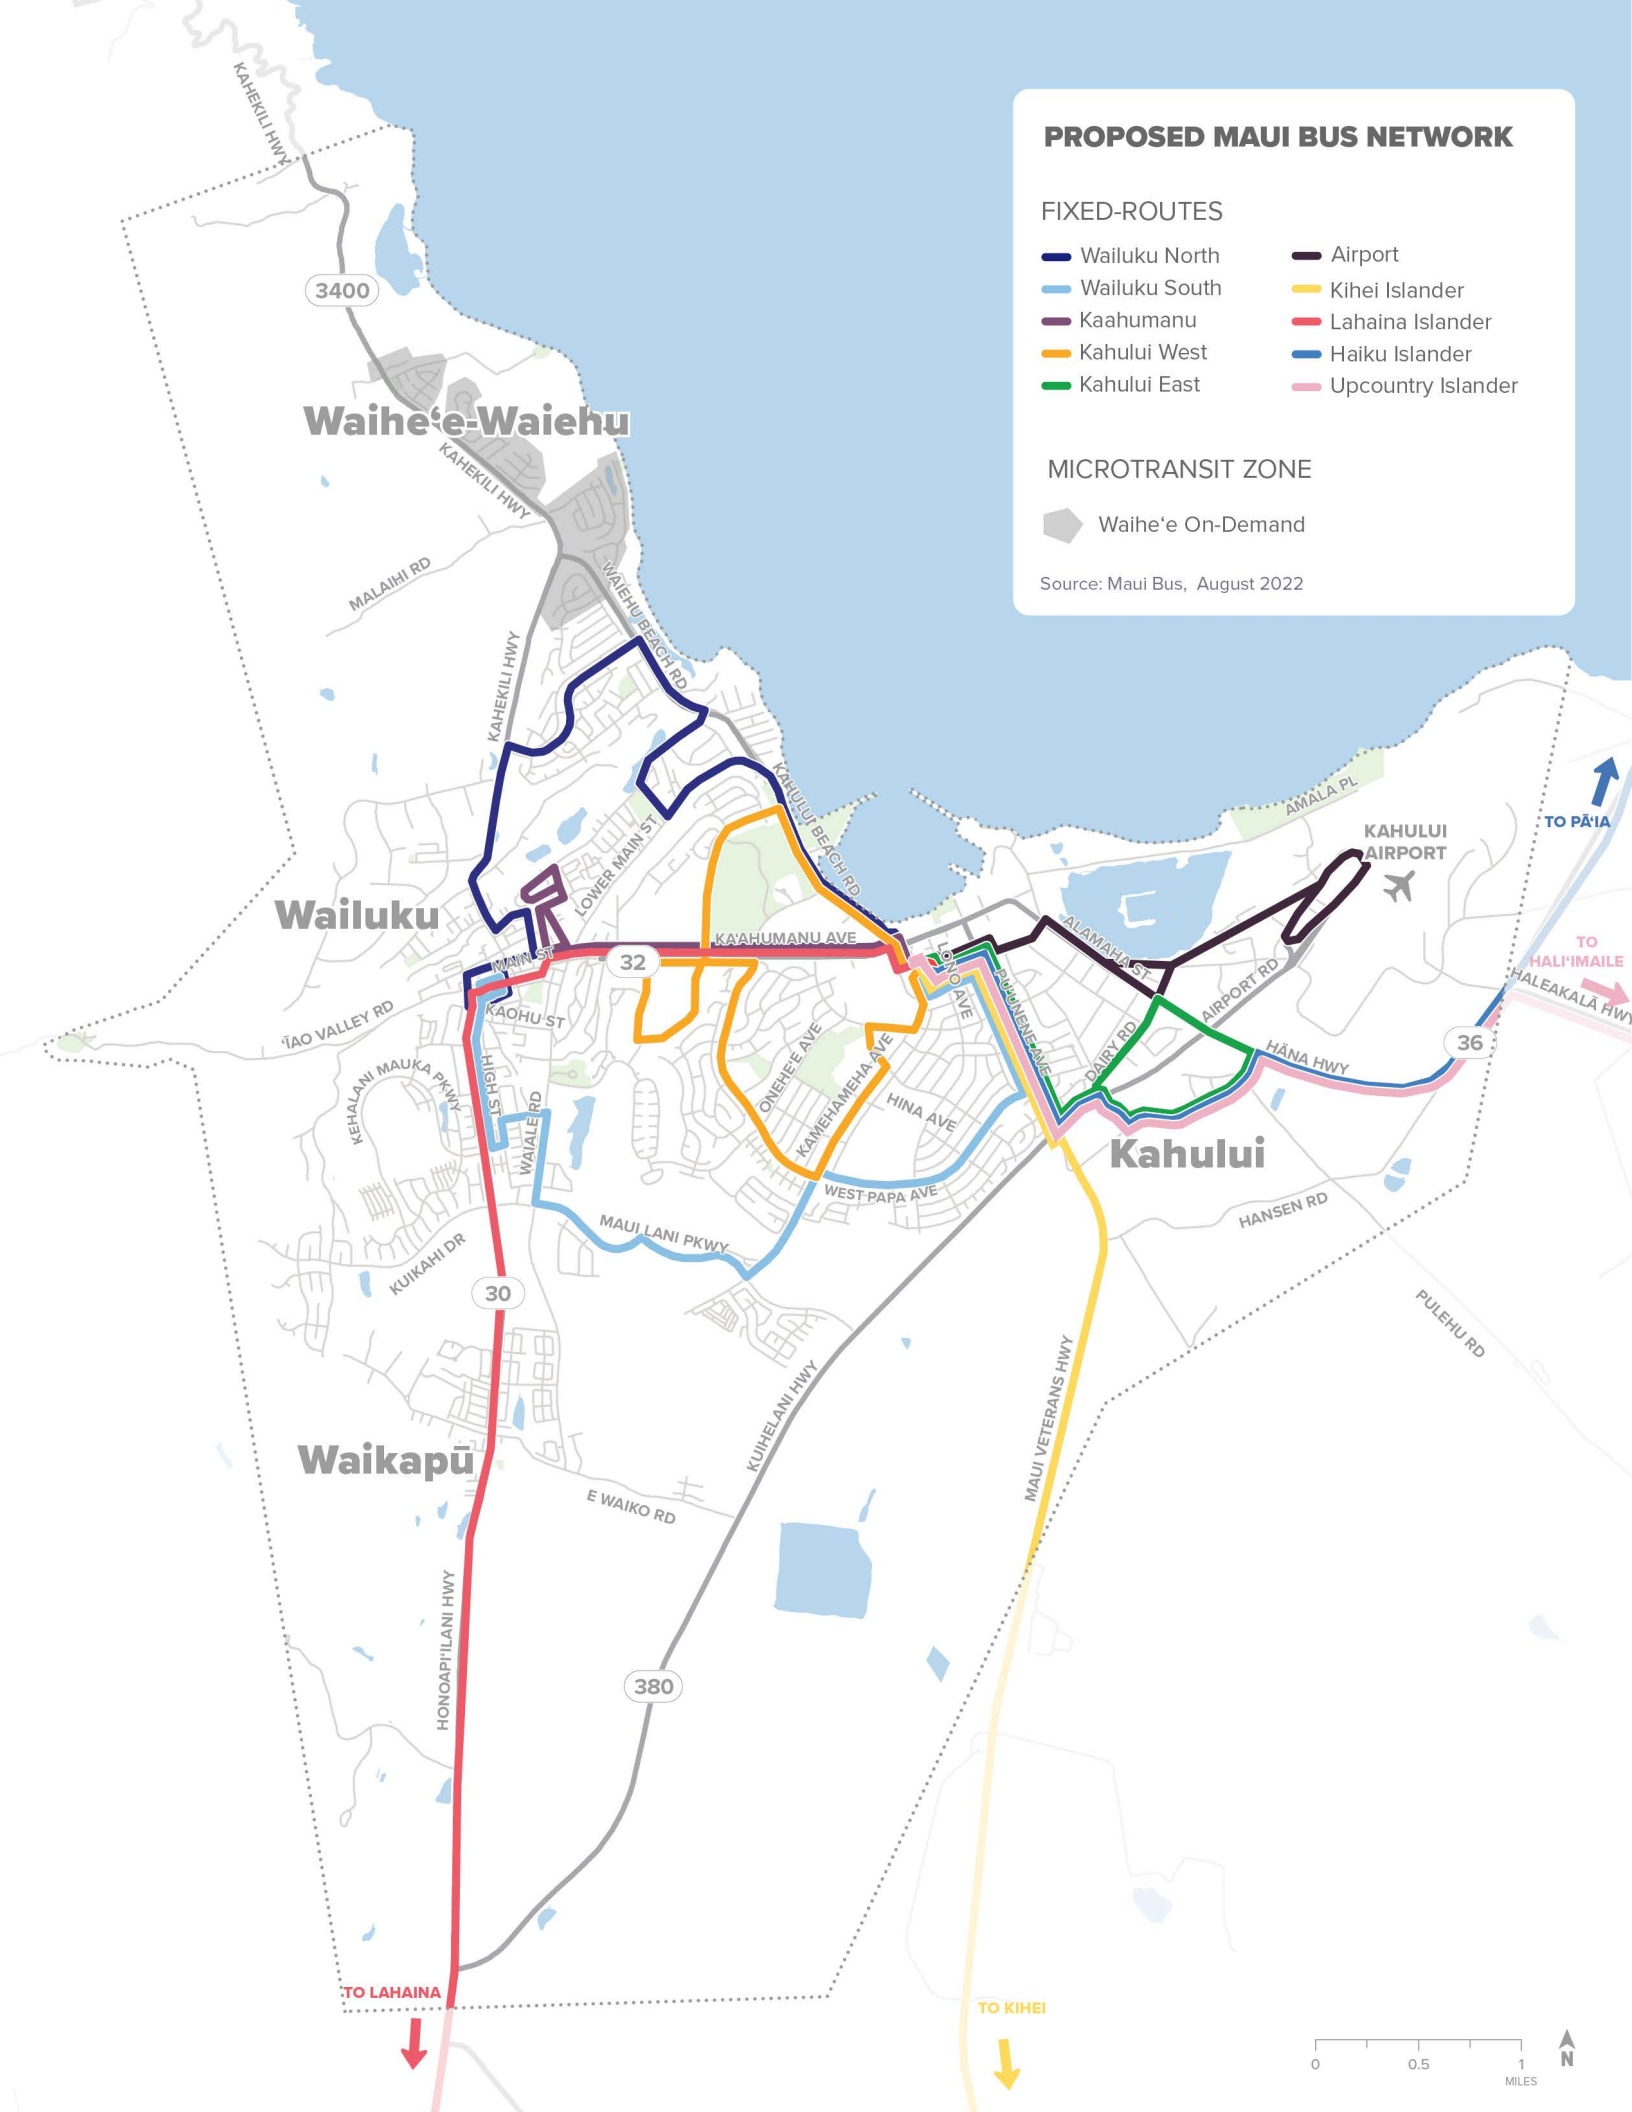 PROPOSED MAUI BUS NETWORK
FIXED-ROUTES
Wailuku North
Wailuku South
Kaahumanu
Kahului West
Kahului East
Airport
Kihei Islander
Lahaina Islander
Haiku Islander
Upcountry Islander
MICROTRANSIT ZONE
Waiheʻe On-Demand
Source: Maui Bus, August 2022
KAHEKILI HWY
3400
Waiheʻe-Waiehu
KAHEKILI HWY
MALAIHI RD
WAIEHU BEACH RD
KAHEKILI HWY
KAHULUI BEACH RD
AMALA PL
TO PĀʻIA
KAHULUI
AIRPORT
LOWER MAIN ST
Wailuku
KAʻAHUMANU AVE
ALAMAHA ST
TO
HALIʻIMAILE
MAIN ST
32
LONO AVE
PUʻUNENE AVE
AIRPORT RD
HALEAKALĀ HWY
KAOHU ST
ʻĪAO VALLEY RD
36
HĀNA HWY
DAIRY RD
ONEHEʻE AVE
KAMEHAMEHA AVE
HINA AVE
KEHALANI MAUKA PKWY
HIGH ST
WAIALE RD
Kahului
WEST PAPA AVE
HANSEN RD
MAUI LANI PKWY
KUIKAHI DR
30
PULEHU RD
KUIHELANI HWY
MAUI VETERANS HWY
Waikapū
E WAIKO RD
HONOAPIʻILANI HWY
380
TO LAHAINA
TO KIHEI
0
0.5
1
MILES
N